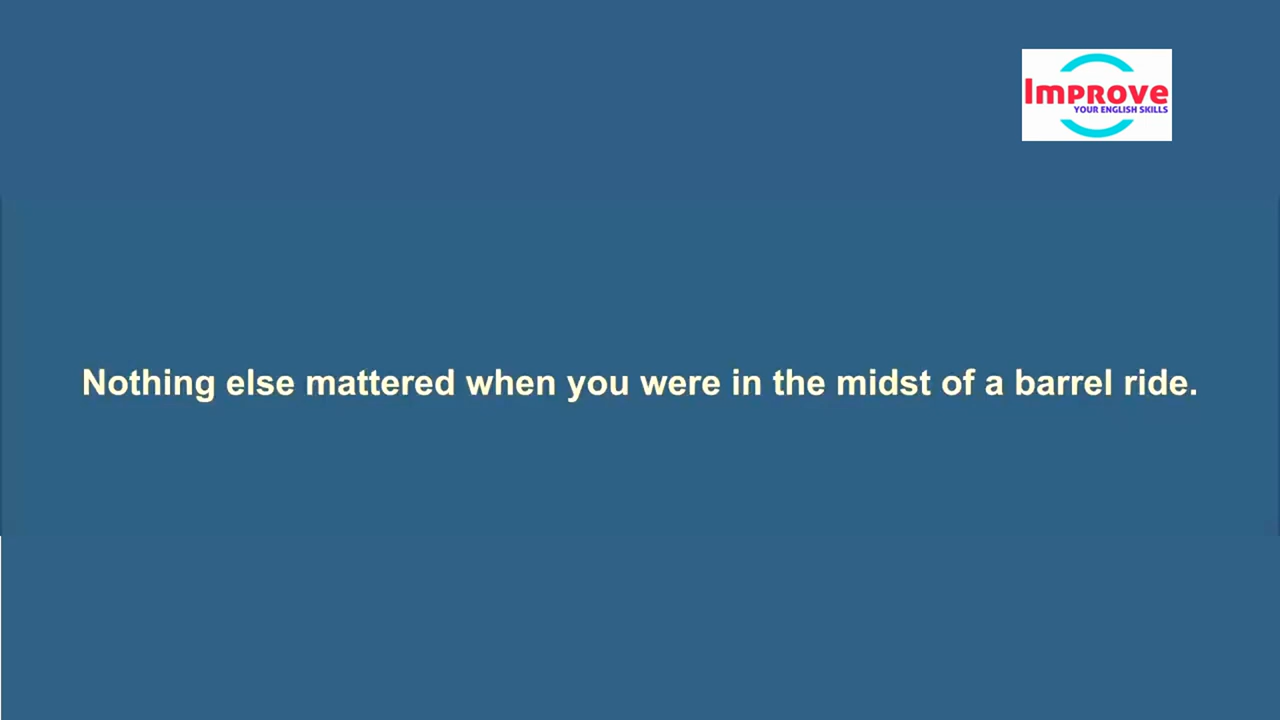 Improve
YOUR ENGLISH SKILLS
Nothing else mattered when you were in the midst of a barrel ride.